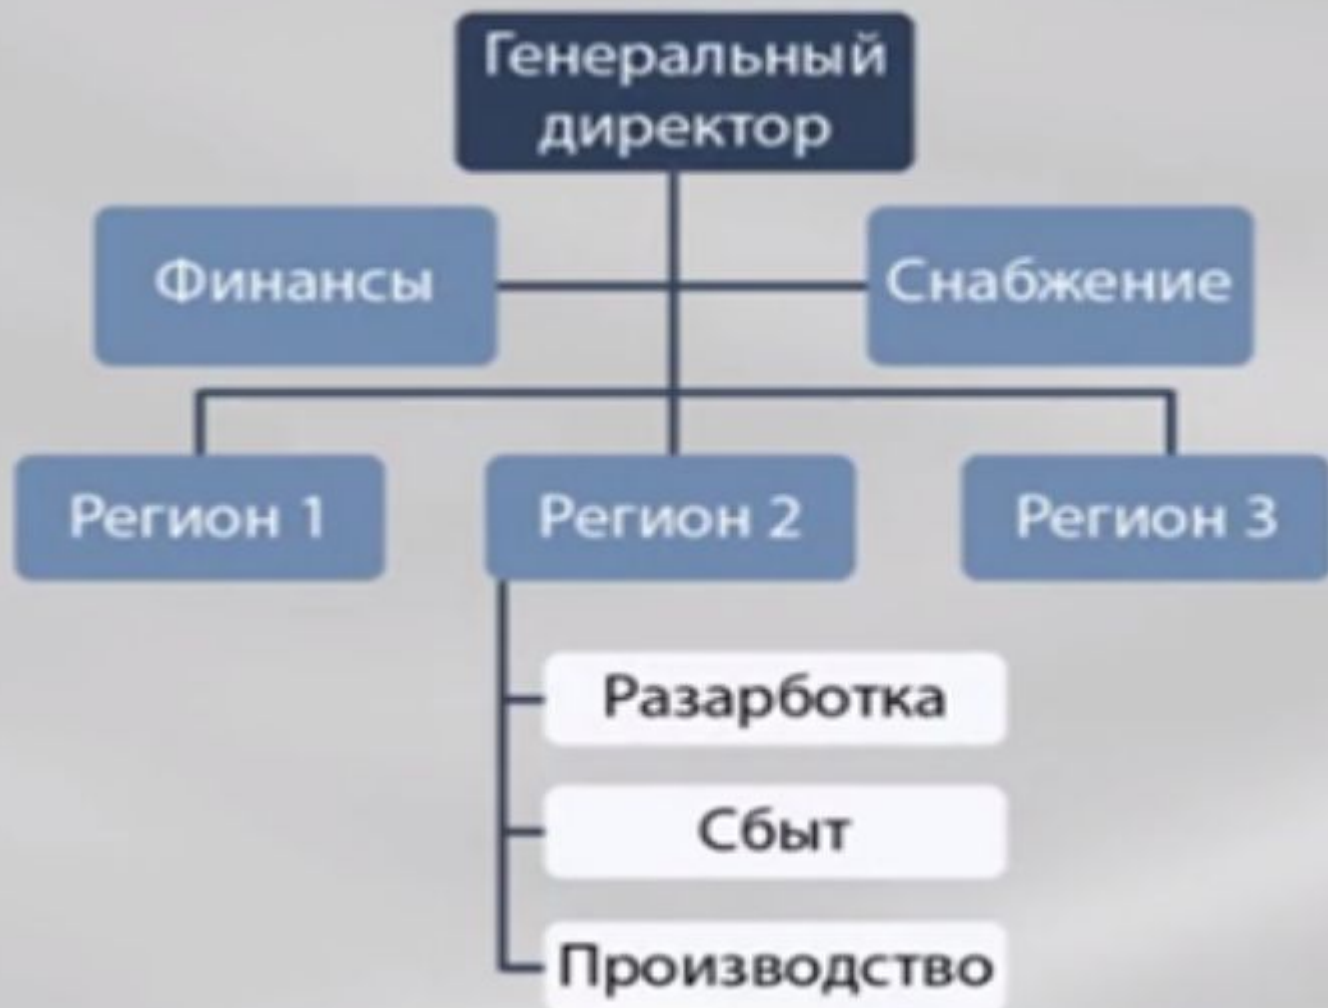 Генеральный
директор
Финансы
Снабжение
Регион 1
Регион 2
Регион 3
Разарботка
Сбыт
Производство